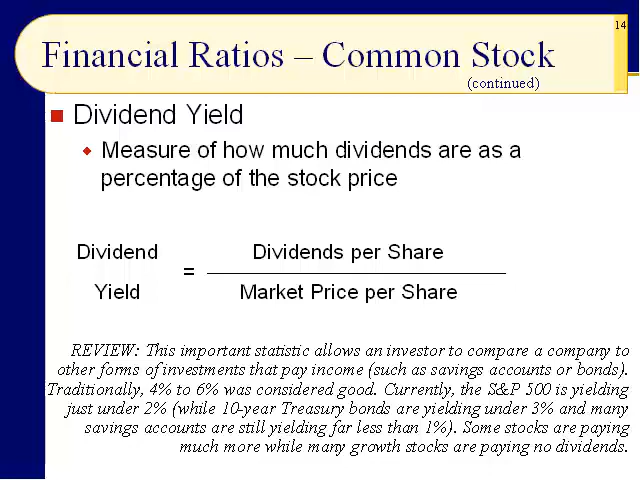 14
Financial Ratios – Common Stock
(continued)
Dividend Yield
Measure of how much dividends are as a
percentage of the stock price
Dividend Yield = Dividends per Share
Market Price per Share
REVIEW: This important statistic allows an investor to compare a company to
other forms of investments that pay income (such as savings accounts or bonds).
Traditionally, 4% to 6% was considered good. Currently, the S&P 500 is yielding
just under 2% (while 10-year Treasury bonds are yielding under 3% and many
savings accounts are still yielding far less than 1%). Some stocks are paying
much more while many growth stocks are paying no dividends.